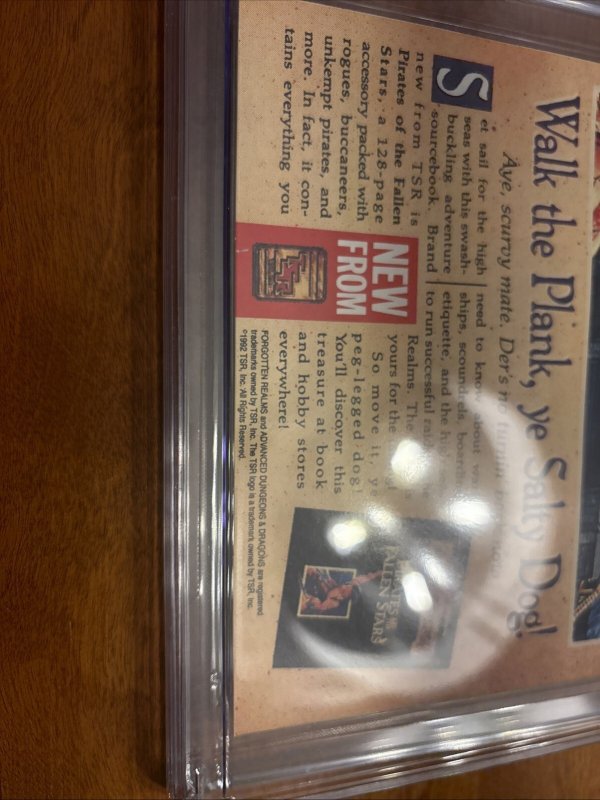 Walk the Plank, ye Salty Dog!
Aye, scurvy mate. Der's no
Set sail for the high
seas with this swash-
buckling adventure
sourcebook. Brand
new from TSR is
Pirates of the Fallen
Stars, a 128-page
accessory packed with
rogues, buccaneers,
unkempt pirates, and
more. In fact, it con-
tains everything you
need to know about
ships, scoundrels,
etiquette, and the
to run successful
Realms. The
yours for the
So move it, ye
peg-legged dog!
You'll discover this
treasure at book
and hobby stores
everywhere!
NEW
FROM
TSR
PIRATES OF THE
FALLEN STARS
FORGOTTEN REALMS and ADVANCED DUNGEONS & DRAGONS are registered
trademarks owned by TSR, Inc. The TSR logo is a trademark owned by TSR, Inc.
©1992 TSR, Inc. All Rights Reserved.